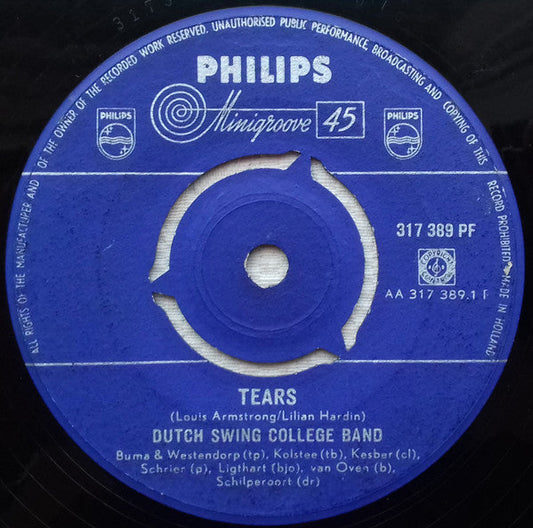 ALL RIGHTS OF THE MANUFACTURER AND OF THE OWNER OF THE RECORDED WORK RESERVED. UNAUTHORISED PUBLIC PERFORMANCE, BROADCASTING AND COPYING OF THIS RECORD PROHIBITED MADE IN HOLLAND
PHILIPS
PHILIPS
Minigroove 45
PHILIPS
317 389 PF
AA 317 389.1 F
TEARS
(Louis Armstrong/Lilian Hardin)
DUTCH SWING COLLEGE BAND
Buma & Westendorp (tp), Kolstee (tb), Kesber (cl),
Schrier (p), Ligthart (bjo), van Oven (b),
Schilperoort (dr)